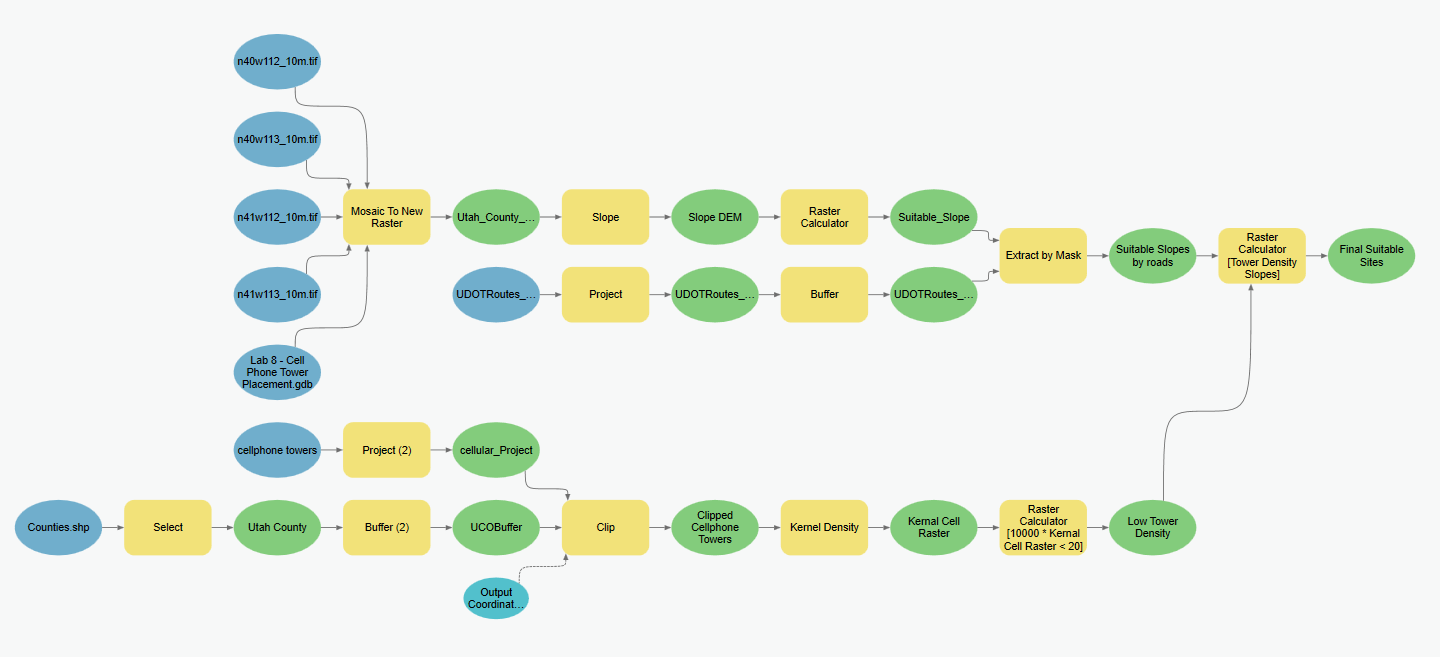 n40w112_10m.tif
n40w113_10m.tif
n41w112_10m.tif
Mosaic To New
Raster
Utah_County_...
Slope
Slope DEM
Raster
Calculator
Suitable_Slope
n41w113_10m.tif
UDOTRoutes_...
Project
UDOTRoutes_...
Buffer
UDOTRoutes_...
Extract by Mask
Suitable Slopes
by roads
Raster
Calculator
[Tower Density
Slopes]
Final Suitable
Sites
Lab 8 - Cell
Phone Tower
Placement.gdb
cellphone towers
Project (2)
cellular_Project
Counties.shp
Select
Utah County
Buffer (2)
UCOBuffer
Clip
Clipped
Cellphone
Towers
Kernel Density
Kernal Cell
Raster
Raster
Calculator
[10000 * Kernal
Cell Raster < 20]
Low Tower
Density
Output
Coordinat...